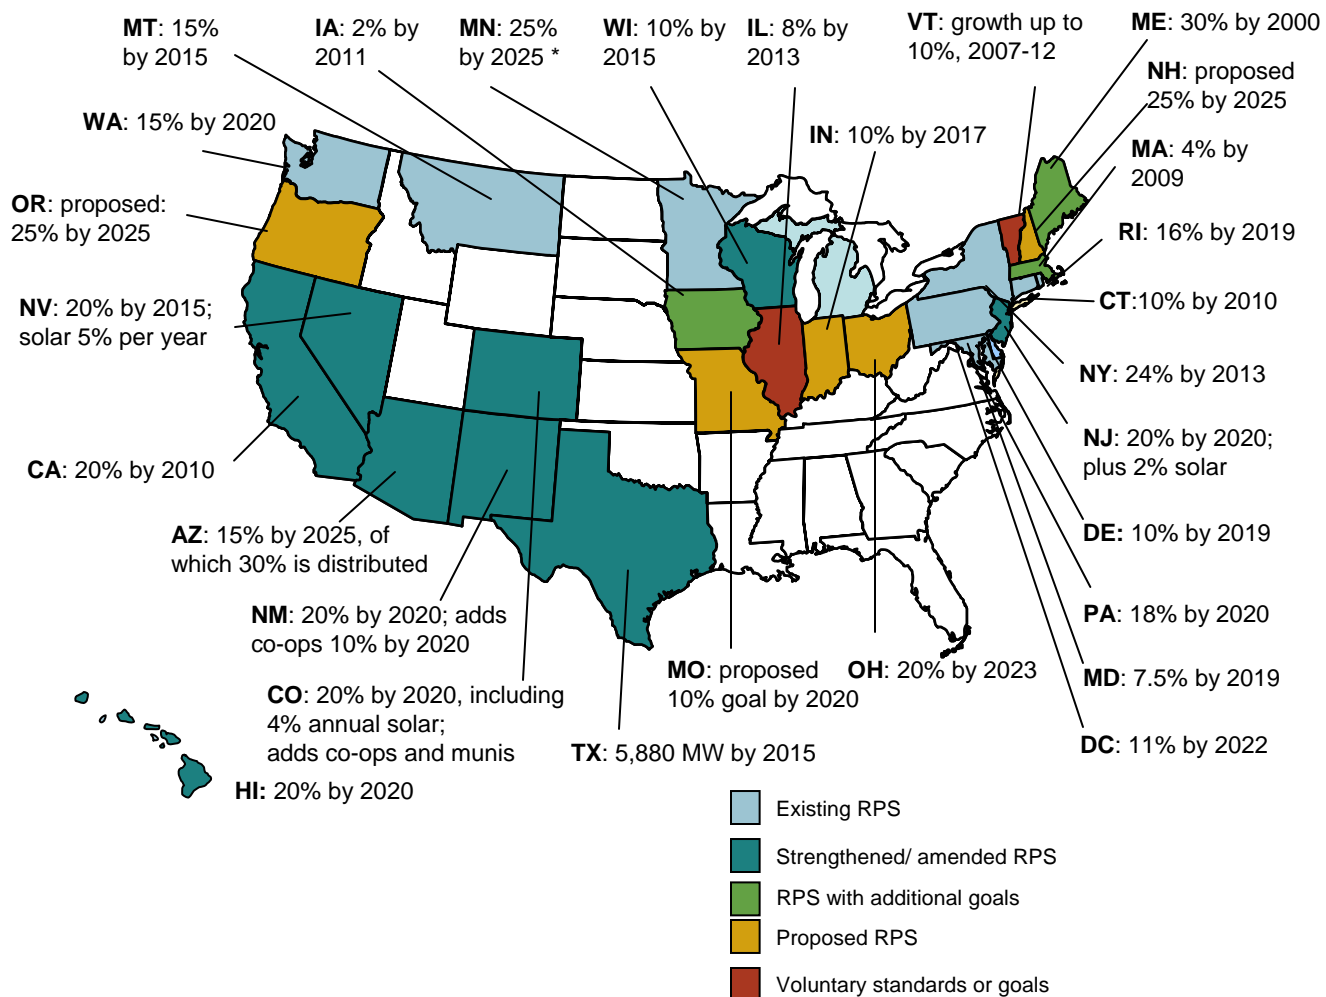 MT: 15%
by 2015
IA: 2% by
2011
MN: 25%
by 2025 *
WI: 10% by
2015
IL: 8% by
2013
VT: growth up to
10%, 2007-12
ME: 30% by 2000
NH: proposed
25% by 2025
WA: 15% by 2020
IN: 10% by 2017
MA: 4% by
2009
OR: proposed:
25% by 2025
RI: 16% by 2019
NV: 20% by 2015;
solar 5% per year
CT:10% by 2010
NY: 24% by 2013
NJ: 20% by 2020;
plus 2% solar
CA: 20% by 2010
AZ: 15% by 2025, of
which 30% is distributed
DE: 10% by 2019
NM: 20% by 2020; adds
co-ops 10% by 2020
PA: 18% by 2020
MO: proposed
10% goal by 2020
OH: 20% by 2023
MD: 7.5% by 2019
CO: 20% by 2020, including
4% annual solar;
adds co-ops and munis
TX: 5,880 MW by 2015
DC: 11% by 2022
HI: 20% by 2020
Existing RPS
Strengthened/ amended RPS
RPS with additional goals
Proposed RPS
Voluntary standards or goals